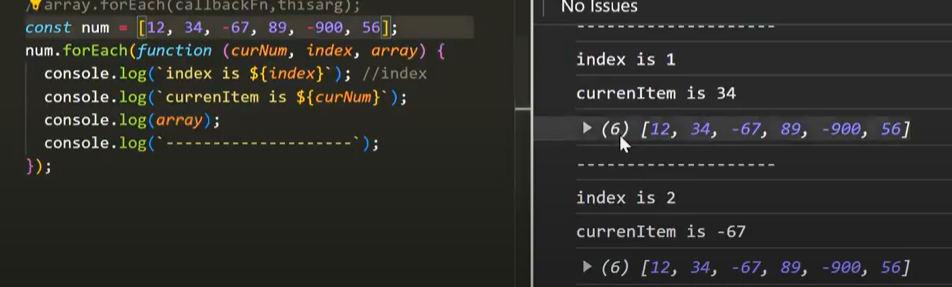 / array.forEach(callbackFn,thisarg);
const num = [12, 34, -67, 89, -900, 56];
num.forEach(function (curNum, index, array) {
console.log(`index is ${index}`); //index
console.log(`currenItem is ${curNum}`);
console.log(array);
console.log(`--------------------`);
});
No Issues
--------------------
index is 1
currenItem is 34
(6) [12, 34, -67, 89, -900, 56]
--------------------
index is 2
currenItem is -67
(6) [12, 34, -67, 89, -900, 56]